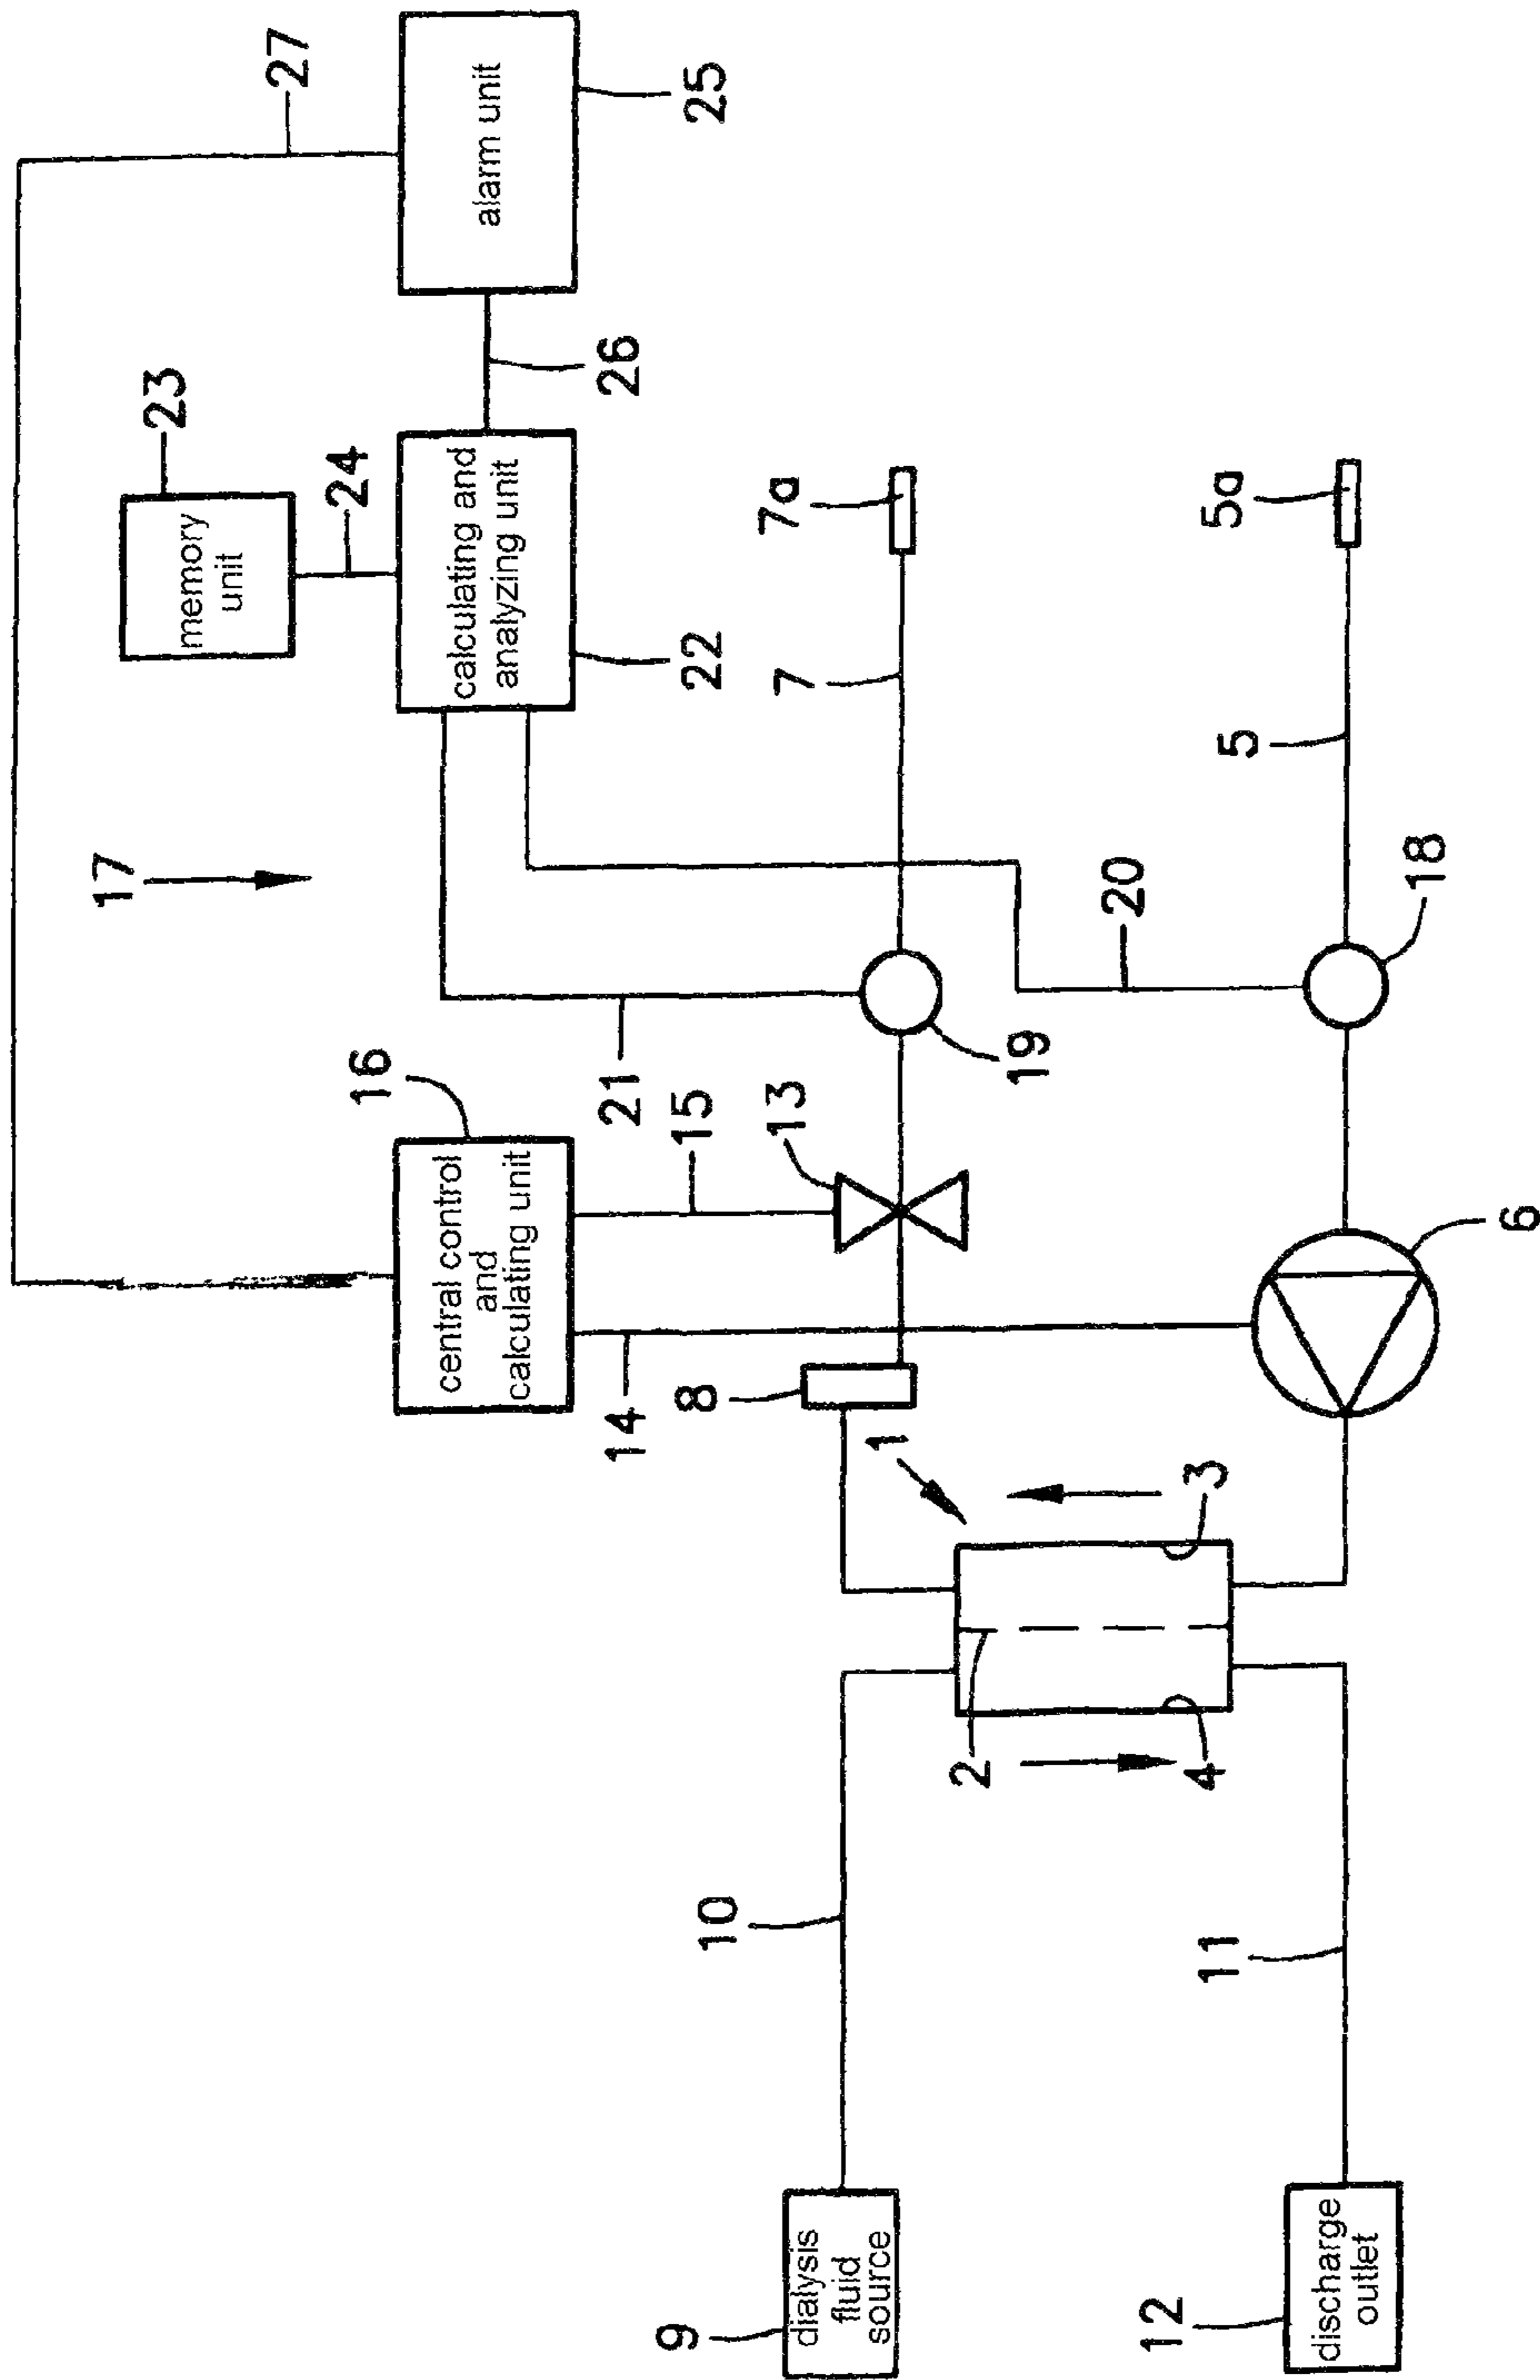 27
alarm unit
25
26
23
memory
unit
24
calculating and
analyzing unit
22
7a
5a
7
5
17
18
20
19
21
16
central control
and
calculating unit
15
13
14
8
6
1
3
2
4
10
11
9
dialysis
fluid
source
12
discharge
outlet